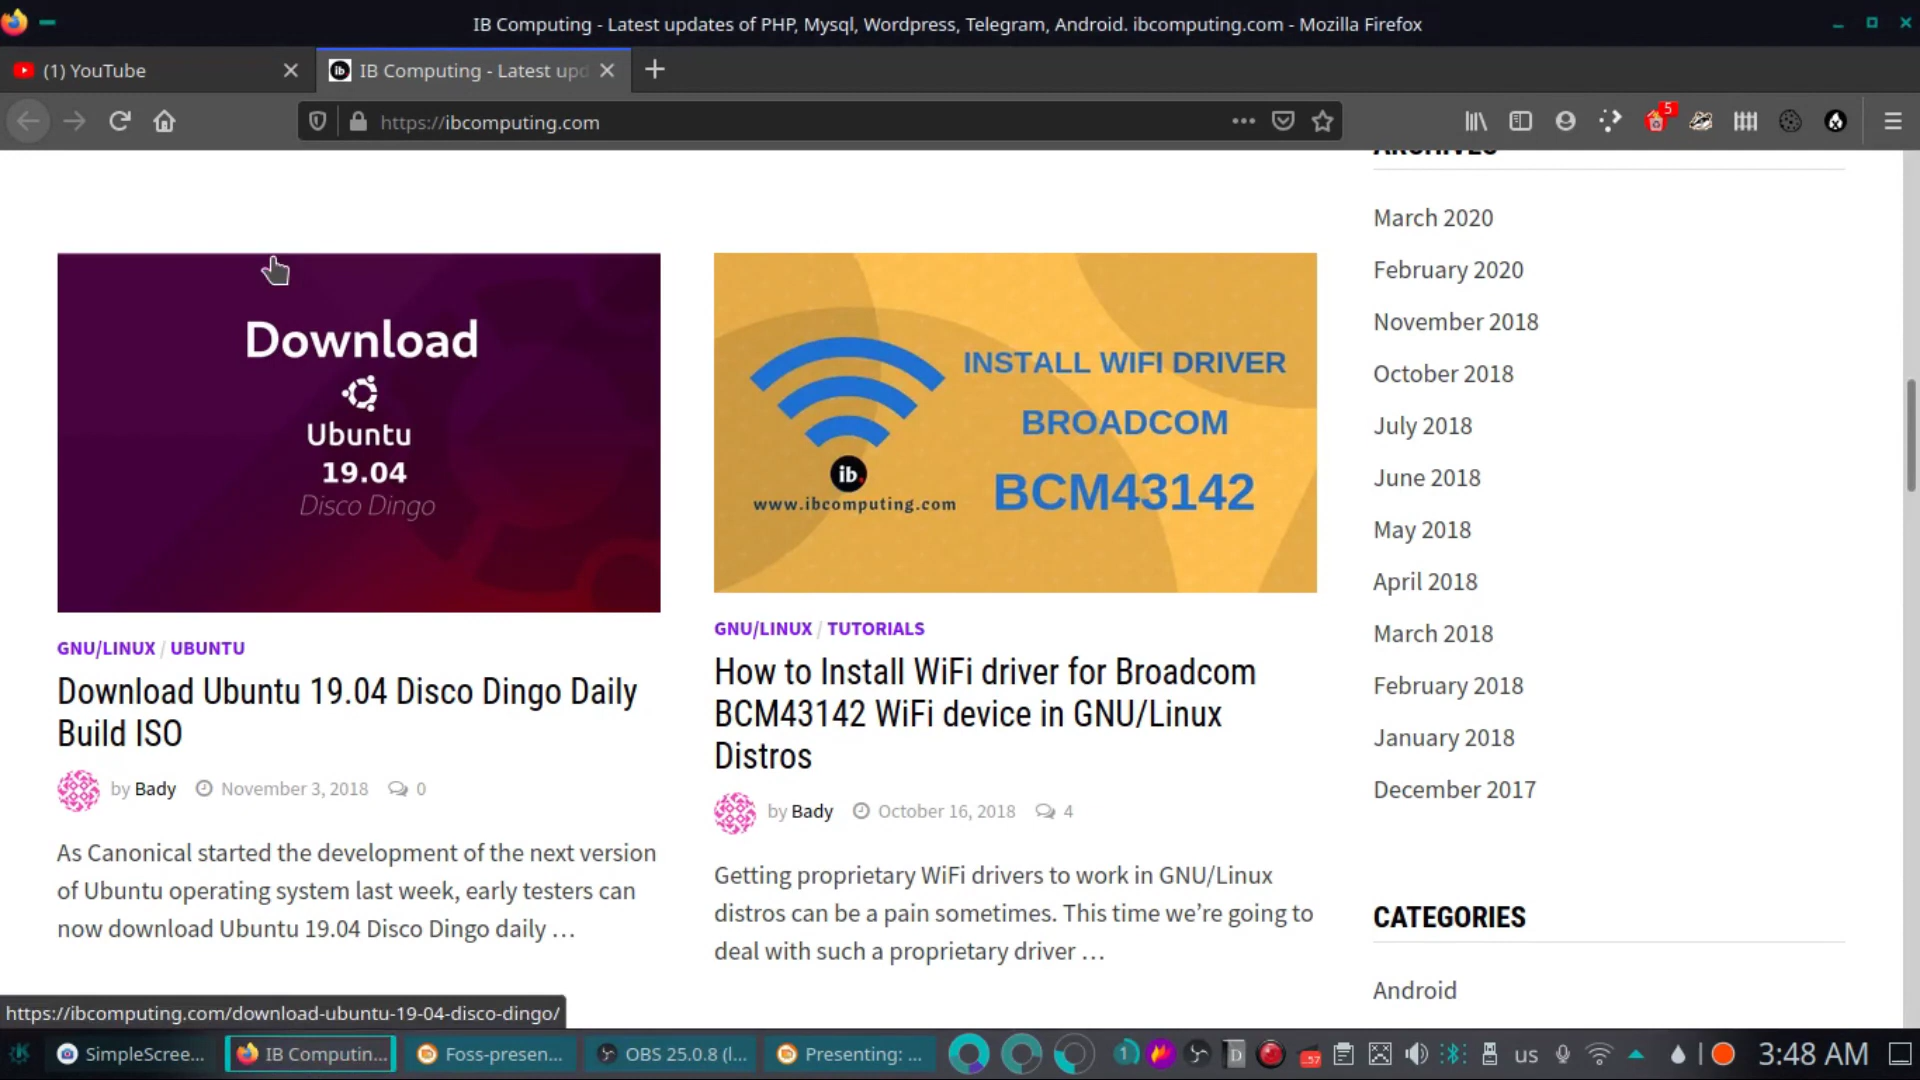 IB Computing - Latest updates of PHP, Mysql, Wordpress, Telegram, Android. ibcomputing.com - Mozilla Firefox
(1) YouTube
IB Computing - Latest upd
https://ibcomputing.com
5
ARCHIVES
March 2020
February 2020
November 2018
October 2018
July 2018
June 2018
May 2018
April 2018
March 2018
February 2018
January 2018
December 2017
CATEGORIES
Android
Download
Ubuntu
19.04
Disco Dingo
GNU/LINUX / UBUNTU
Download Ubuntu 19.04 Disco Dingo Daily
Build ISO
by Bady November 3, 2018 0
As Canonical started the development of the next version
of Ubuntu operating system last week, early testers can
now download Ubuntu 19.04 Disco Dingo daily …
INSTALL WIFI DRIVER
BROADCOM
BCM43142
ib.
www.ibcomputing.com
GNU/LINUX / TUTORIALS
How to Install WiFi driver for Broadcom
BCM43142 WiFi device in GNU/Linux
Distros
by Bady October 16, 2018 4
Getting proprietary WiFi drivers to work in GNU/Linux
distros can be a pain sometimes. This time we’re going to
deal with such a proprietary driver …
https://ibcomputing.com/download-ubuntu-19-04-disco-dingo/
SimpleScree...
IB Computin...
Foss-presen...
OBS 25.0.8 (l...
Presenting: ...
1
D
.57
us
3:48 AM